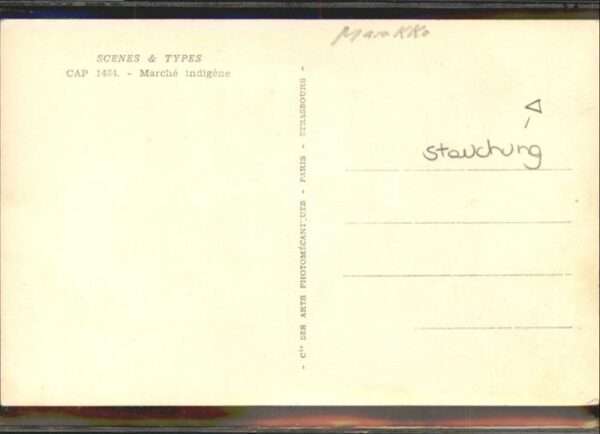 Marokko
SCENES & TYPES
CAP 1454. - Marché indigène
Stauchung
- Cie DES ARTS PHOTOMÉCANIQUES - PARIS - STRASBOURG -